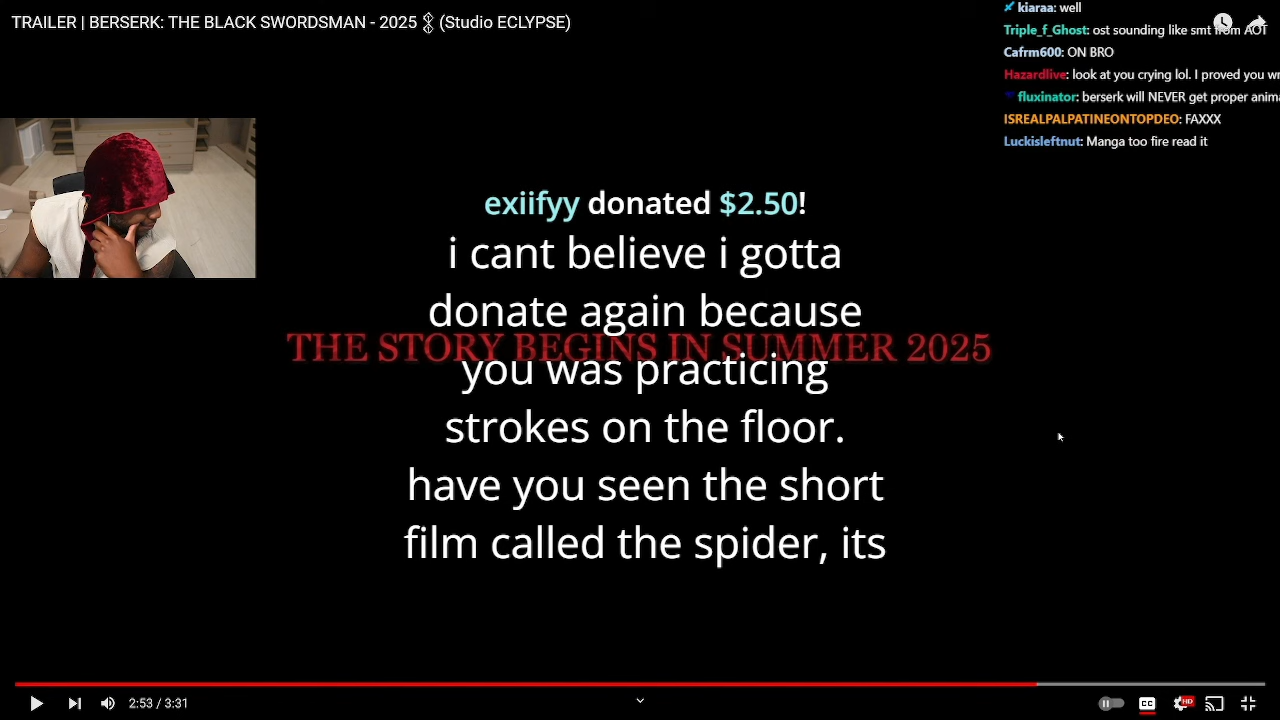 TRAILER | BERSERK: THE BLACK SWORDSMAN - 2025 (Studio ECLYPSE)
kiaraa: well
Triple_f_Ghost: ost sounding like smt from AOT
Cafrm600: ON BRO
Hazardlive: look at you crying lol. I proved you
fluxinator: berserk will NEVER get proper
ISREALPALPATINEONTOPDEO: FAXXX
Luckisleftnut: Manga too fire read it
exiifyy donated $2.50!
i cant believe i gotta
donate again because
THE STORY BEGINS IN SUMMER 2025
you was practicing
strokes on the floor.
have you seen the short
film called the spider, its
2:53 / 3:31
CC
HD